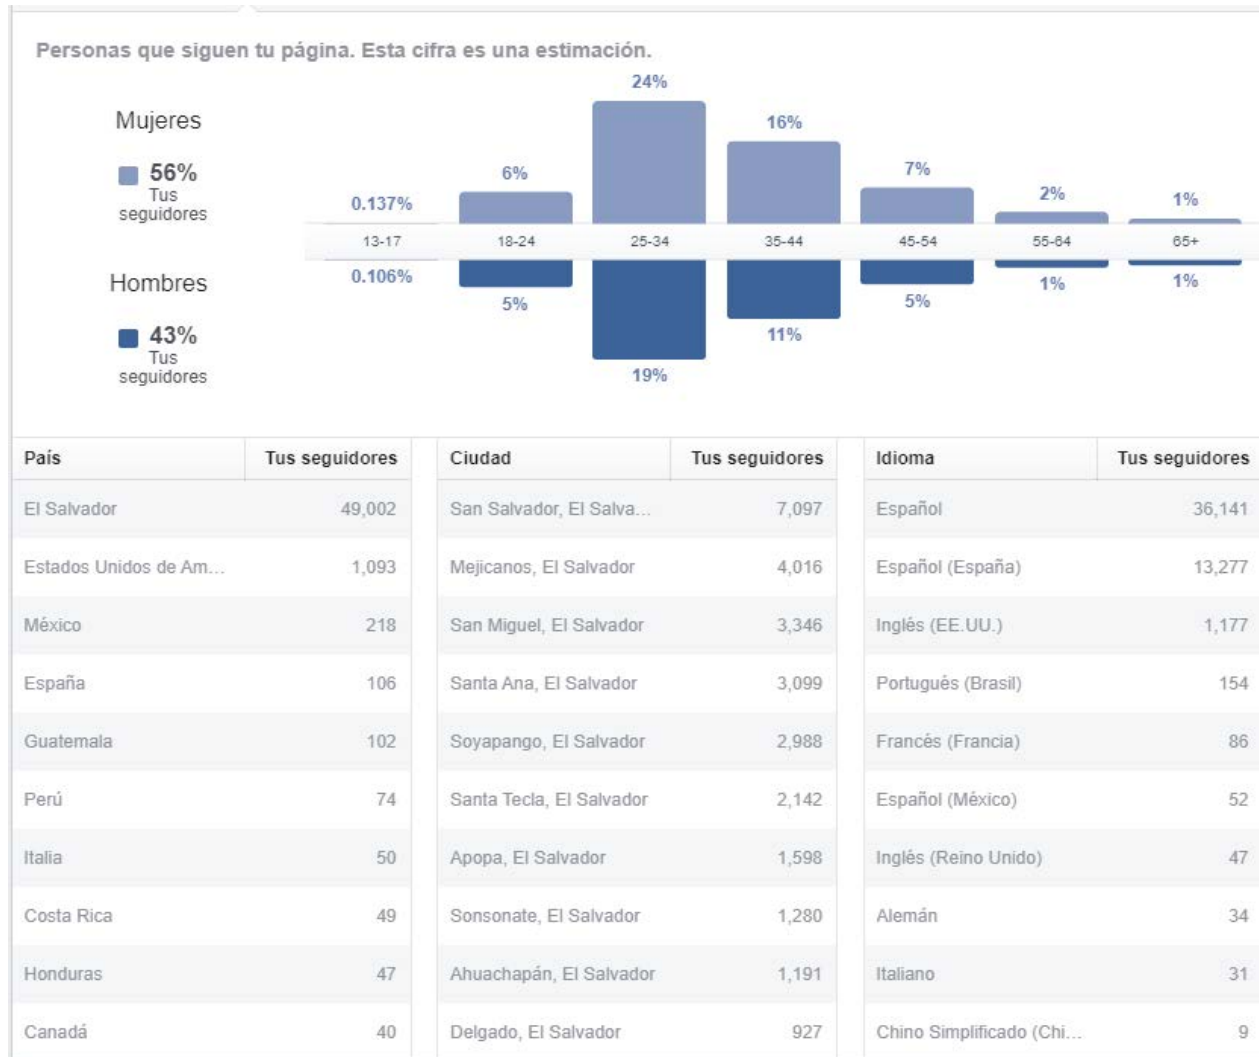 Personas que siguen tu página. Esta cifra es una estimación.
Mujeres
56%
Tus
seguidores
0.137% 6% 24% 16% 7% 2% 1%
13-17 18-24 25-34 35-44 45-54 55-64 65+
Hombres
43%
Tus
seguidores
0.106% 5% 19% 11% 5% 1% 1%
País Tus seguidores Ciudad Tus seguidores Idioma Tus seguidores
El Salvador 49,002 San Salvador, El Salva... 7,097 Español 36,141
Estados Unidos de Am... 1,093 Mejicanos, El Salvador 4,016 Español (España) 13,277
México 218 San Miguel, El Salvador 3,346 Inglés (EE.UU.) 1,177
España 106 Santa Ana, El Salvador 3,099 Portugués (Brasil) 154
Guatemala 102 Soyapango, El Salvador 2,988 Francés (Francia) 86
Perú 74 Santa Tecla, El Salvador 2,142 Español (México) 52
Italia 50 Apopa, El Salvador 1,598 Inglés (Reino Unido) 47
Costa Rica 49 Sonsonate, El Salvador 1,280 Alemán 34
Honduras 47 Ahuachapán, El Salvador 1,191 Italiano 31
Canadá 40 Delgado, El Salvador 927 Chino Simplificado (Chi... 9